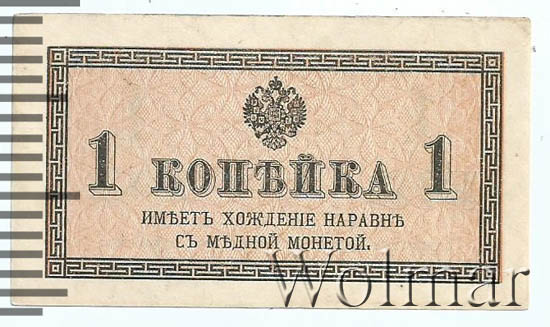 1 КОПѢЙКА 1
ИМѢЕТЪ ХОЖДЕНІЕ НАРАВНѢ
СЪ МѢДНОЙ МОНЕТОЙ.
Wolmar